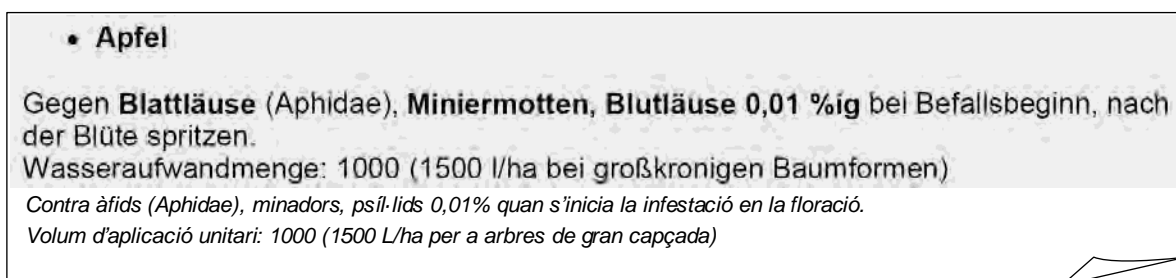 • Apfel
Gegen Blattläuse (Aphidae), Miniermotten, Blutläuse 0,01 %ig bei Befallsbeginn, nach
der Blüte spritzen.
Wasseraufwandmenge: 1000 (1500 l/ha bei großkronigen Baumformen)
Contra àfids (Aphidae), minadors, psíl·lids 0,01% quan s'inicia la infestació en la floració.
Volum d'aplicació unitari: 1000 (1500 L/ha per a arbres de gran capçada)